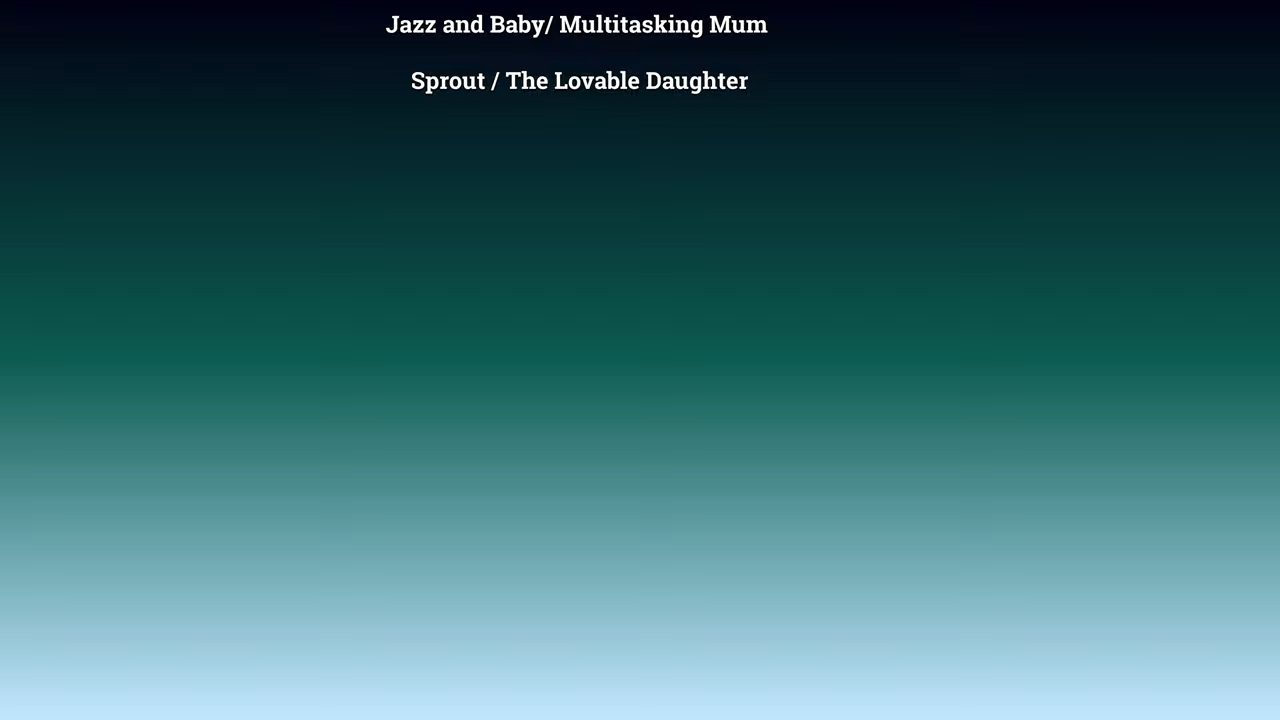 Jazz and Baby/ Multitasking Mum
Sprout / The Lovable Daughter